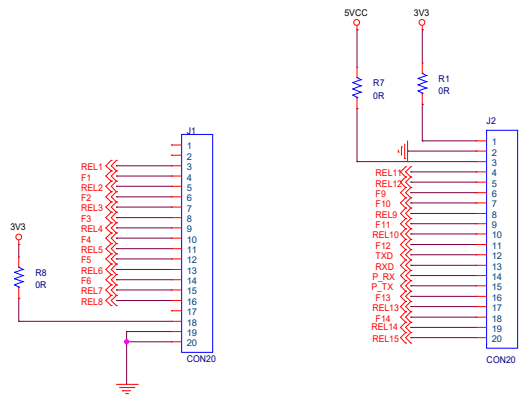 5VCC 3V3
R7 R1
0R 0R
J2
1
2
3
REL11 4
REL12 5
F9 6
F10 7
REL9 8
F11 9
REL10 10
F12 11
TXD 12
RXD 13
P_RX 14
P_TX 15
F13 16
REL13 17
F14 18
REL14 19
REL15 20
CON20
J1
1
2
REL1 3
F1 4
REL2 5
F2 6
REL3 7
F3 8
REL4 9
F4 10
REL5 11
F5 12
REL6 13
F6 14
REL7 15
REL8 16
17
18
19
20
CON20
3V3
R8
0R